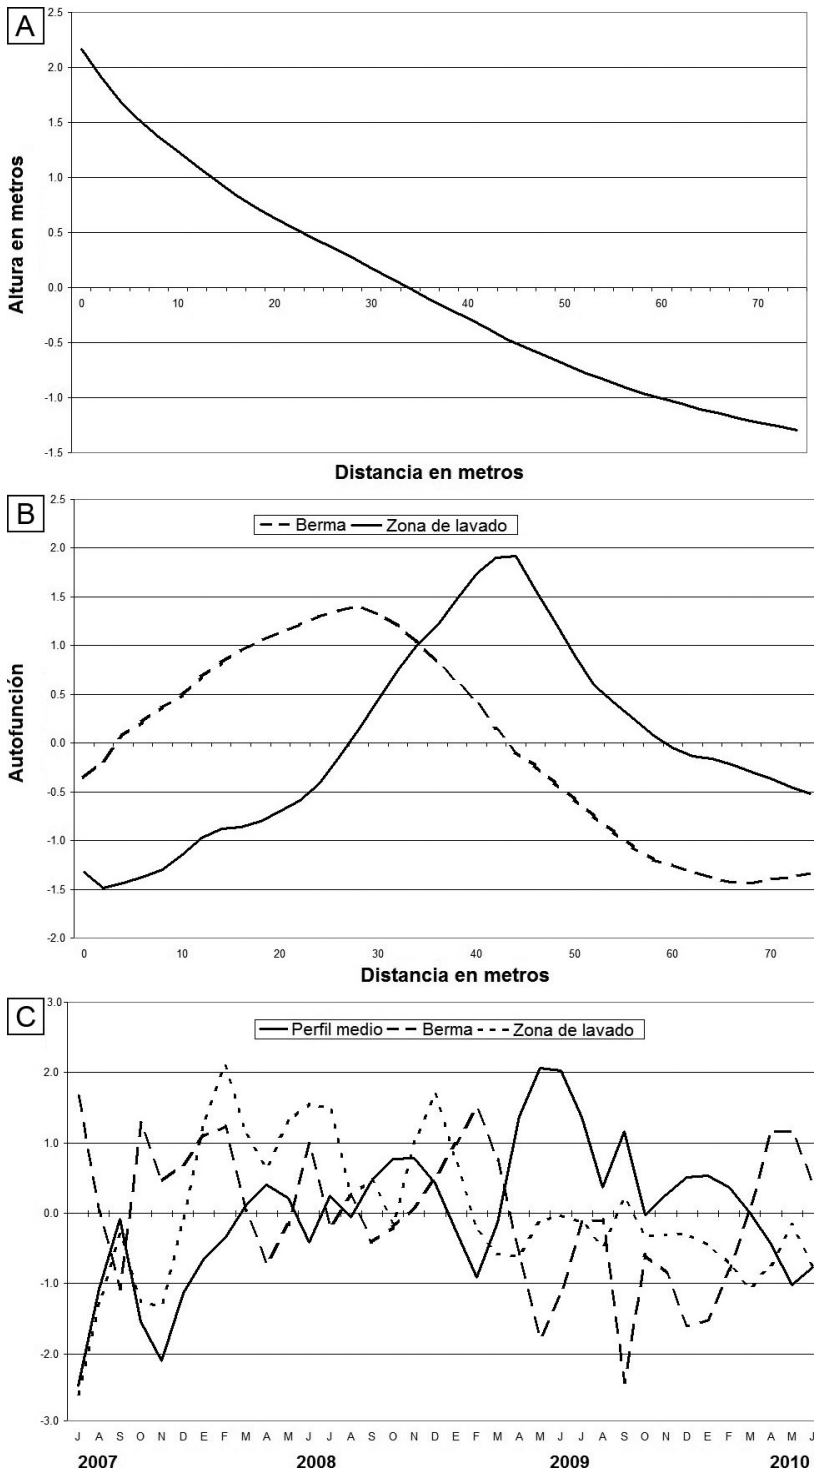 A
2.5
2.0
1.5
1.0
0.5
0.0
-0.5
-1.0
-1.5
Altura en metros
0 10 20 30 40 50 60 70
Distancia en metros
B
2.5
2.0
1.5
1.0
0.5
0.0
-0.5
-1.0
-1.5
-2.0
Autofunción
Berma Zona de lavado
0 10 20 30 40 50 60 70
Distancia en metros
C
3.0
2.0
1.0
0.0
-1.0
-2.0
-3.0
Perfil medio Berma Zona de lavado
J A S O N D E F M A M J J A S O N D E F M A M J J A S O N D E F M A M J
2007 2008 2009 2010